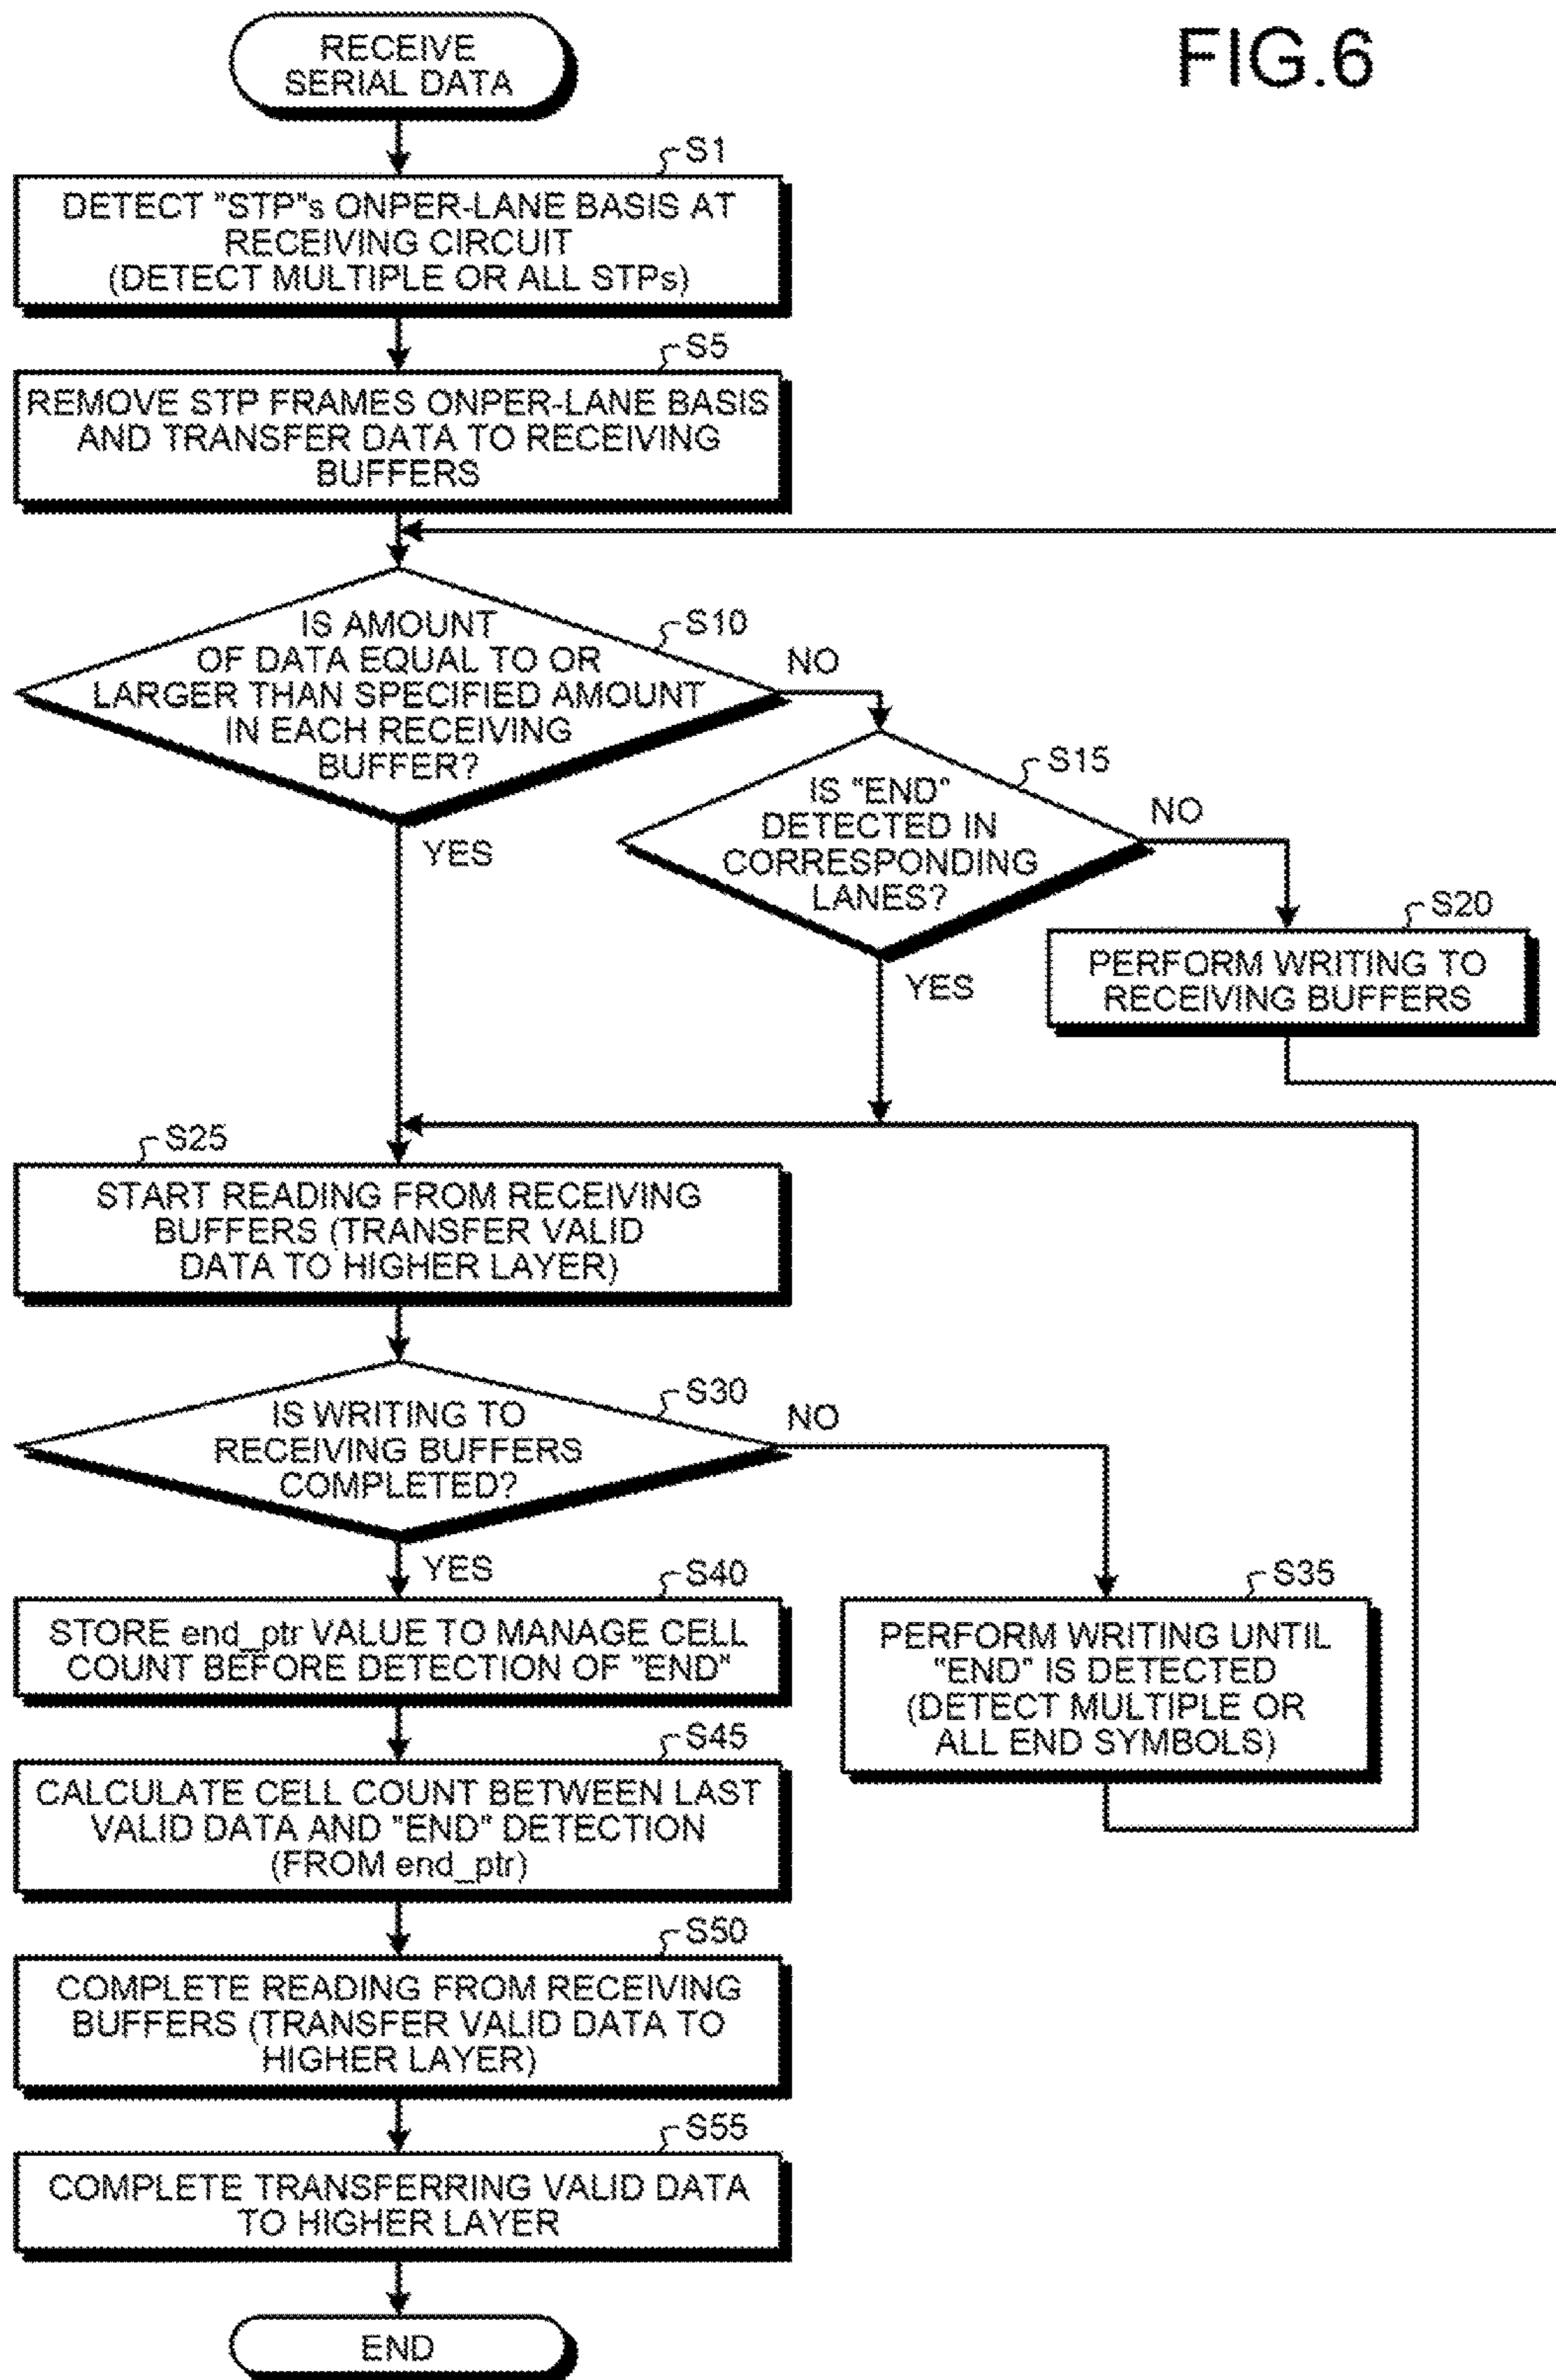 FIG.6
RECEIVE
SERIAL DATA
S1
DETECT "STP"s ONPER-LANE BASIS AT
RECEIVING CIRCUIT
(DETECT MULTIPLE OR ALL STPs)
S5
REMOVE STP FRAMES ONPER-LANE BASIS
AND TRANSFER DATA TO RECEIVING
BUFFERS
S10
IS AMOUNT
OF DATA EQUAL TO OR
LARGER THAN SPECIFIED AMOUNT
IN EACH RECEIVING
BUFFER?
NO
YES
S15
IS "END"
DETECTED IN
CORRESPONDING
LANES?
NO
YES
S20
PERFORM WRITING TO
RECEIVING BUFFERS
S25
START READING FROM RECEIVING
BUFFERS (TRANSFER VALID
DATA TO HIGHER LAYER)
S30
IS WRITING TO
RECEIVING BUFFERS
COMPLETED?
NO
YES
S35
PERFORM WRITING UNTIL
"END" IS DETECTED
(DETECT MULTIPLE OR
ALL END SYMBOLS)
S40
STORE end_ptr VALUE TO MANAGE CELL
COUNT BEFORE DETECTION OF "END"
S45
CALCULATE CELL COUNT BETWEEN LAST
VALID DATA AND "END" DETECTION
(FROM end_ptr)
S50
COMPLETE READING FROM RECEIVING
BUFFERS (TRANSFER VALID DATA TO
HIGHER LAYER)
S55
COMPLETE TRANSFERRING VALID DATA
TO HIGHER LAYER
END